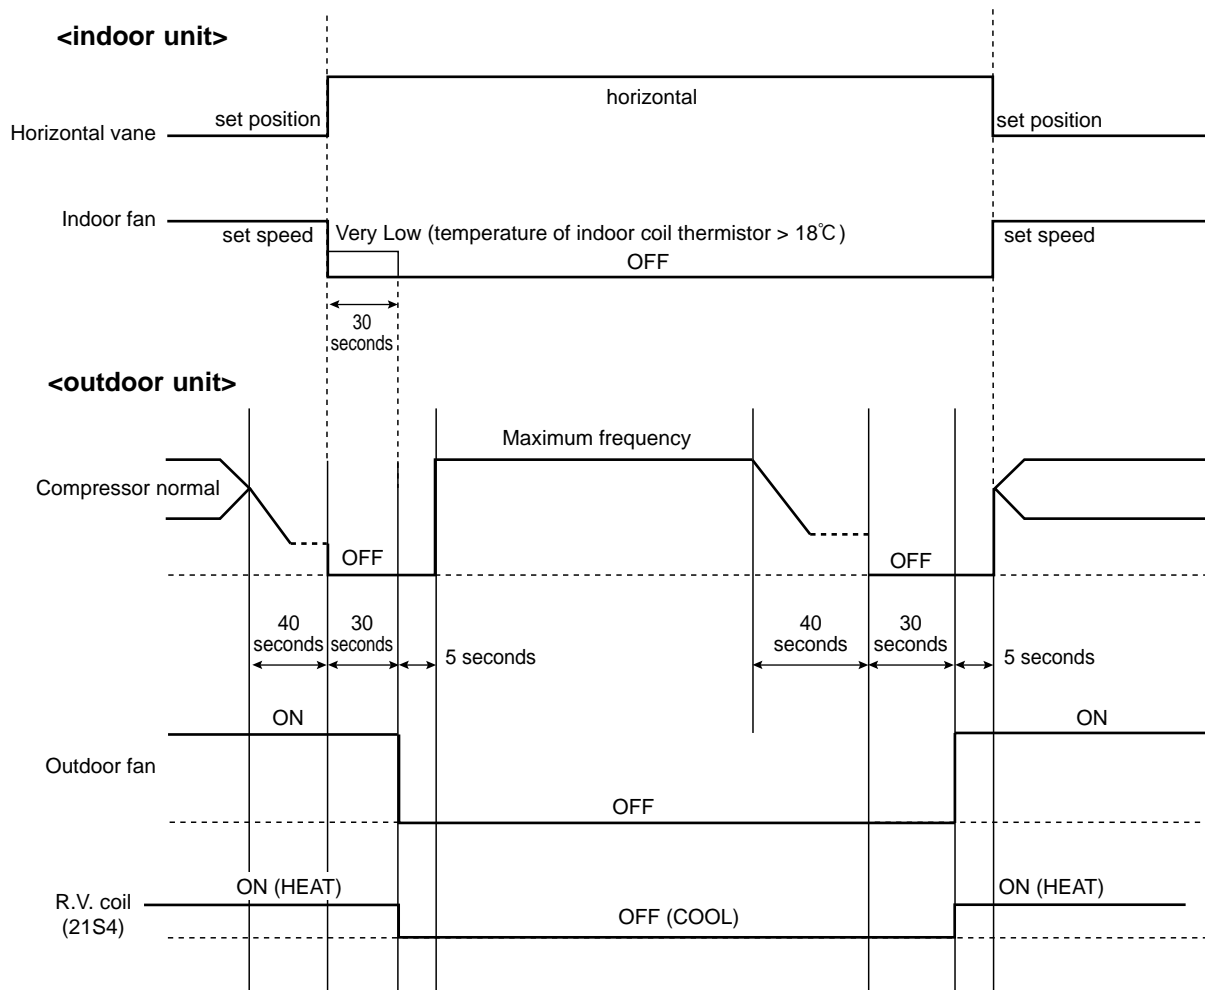 <indoor unit>
horizontal
set position
set position
Horizontal vane
Indoor fan
set speed
Very Low (temperature of indoor coil thermistor > 18℃)
set speed
OFF
30
seconds
<outdoor unit>
Maximum frequency
Compressor normal
OFF
OFF
40
seconds
30
seconds
5 seconds
40
seconds
30
seconds
5 seconds
ON
ON
Outdoor fan
OFF
ON (HEAT)
ON (HEAT)
R.V. coil
(21S4)
OFF (COOL)